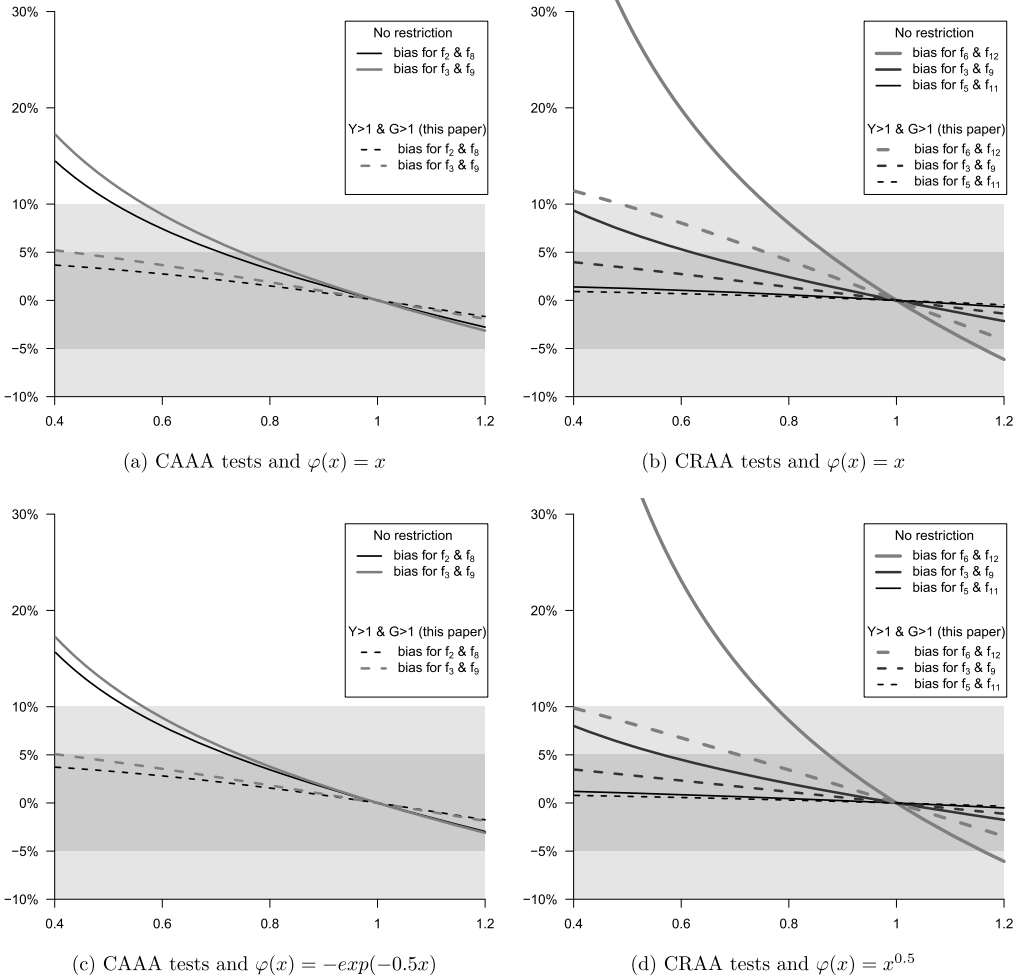 30%
20%
10%
5%
0%
−5%
−10%
0.4 0.6 0.8 1 1.2
No restriction
bias for f2 & f8
bias for f3 & f9
Y>1 & G>1 (this paper)
bias for f2 & f8
bias for f3 & f9
(a) CAAA tests and φ(x) = x
30%
20%
10%
5%
0%
−5%
−10%
0.4 0.6 0.8 1 1.2
No restriction
bias for f6 & f12
bias for f3 & f9
bias for f5 & f11
Y>1 & G>1 (this paper)
bias for f6 & f12
bias for f3 & f9
bias for f5 & f11
(b) CRAA tests and φ(x) = x
30%
20%
10%
5%
0%
−5%
−10%
0.4 0.6 0.8 1 1.2
No restriction
bias for f2 & f8
bias for f3 & f9
Y>1 & G>1 (this paper)
bias for f2 & f8
bias for f3 & f9
(c) CAAA tests and φ(x) = −exp(−0.5x)
30%
20%
10%
5%
0%
−5%
−10%
0.4 0.6 0.8 1 1.2
No restriction
bias for f6 & f12
bias for f3 & f9
bias for f5 & f11
Y>1 & G>1 (this paper)
bias for f6 & f12
bias for f3 & f9
bias for f5 & f11
(d) CRAA tests and φ(x) = x^0.5